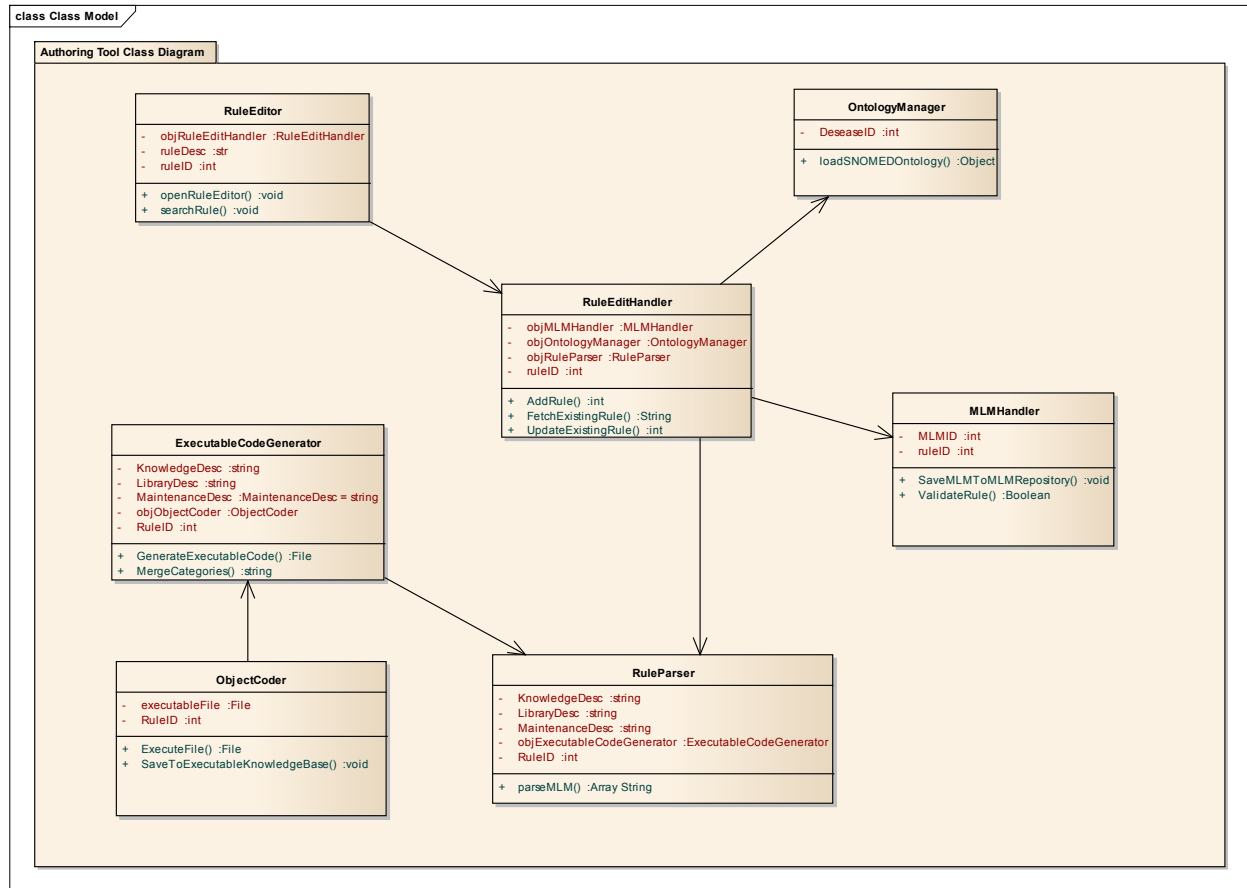 class Class Model
Authoring Tool Class Diagram
RuleEditor
- objRuleEditHandler :RuleEditHandler
- ruleDesc :str
- ruleID :int
+ openRuleEditor() :void
+ searchRule() :void
OntologyManager
- DeseaseID :int
+ loadSNOMEDOntology() :Object
RuleEditHandler
- objMLMHandler :MLMHandler
- objOntologyManager :OntologyManager
- objRuleParser :RuleParser
- ruleID :int
+ AddRule() :int
+ FetchExistingRule() :String
+ UpdateExistingRule() :int
MLMHandler
- MLMID :int
- ruleID :int
+ SaveMLMToMLMRepository() :void
+ ValidateRule() :Boolean
ExecutableCodeGenerator
- KnowledgeDesc :string
- LibraryDesc :string
- MaintenanceDesc :MaintenanceDesc = string
- objObjectCoder :ObjectCoder
- RuleID :int
+ GenerateExecutableCode() :File
+ MergeCategories() :string
ObjectCoder
- executableFile :File
- RuleID :int
+ ExecuteFile() :File
+ SaveToExecutableKnowledgeBase() :void
RuleParser
- KnowledgeDesc :string
- LibraryDesc :string
- MaintenanceDesc :string
- objExecutableCodeGenerator :ExecutableCodeGenerator
- RuleID :int
+ parseMLM() :Array String